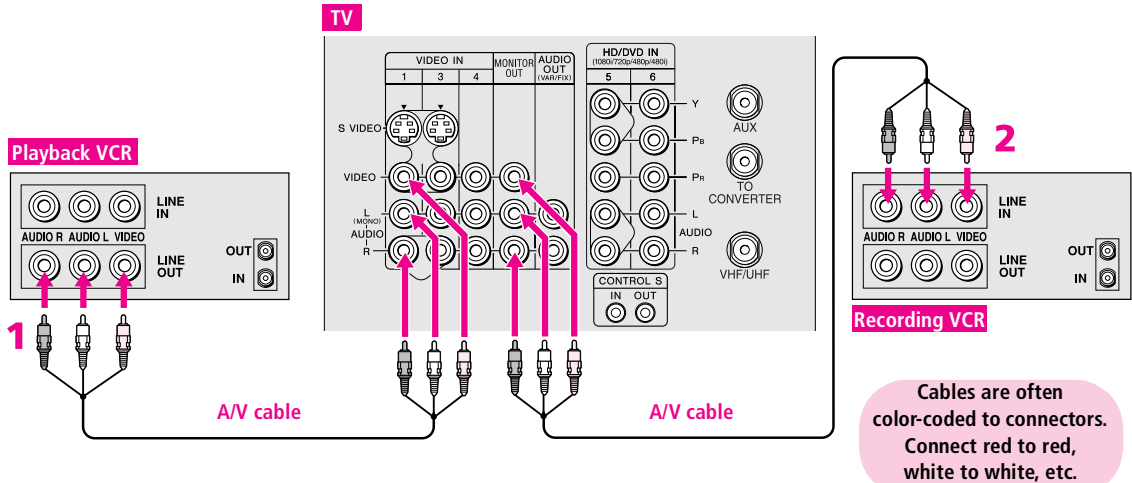 TV
VIDEO IN
1 3 4
MONITOR
OUT
AUDIO
OUT
(VAR/FIX)
HD/DVD IN
(1080i/720p/480p/480i)
5 6
S VIDEO
VIDEO
L
(MONO)
AUDIO
R
Y
PB
PR
L
AUDIO
R
AUX
TO
CONVERTER
VHF/UHF
CONTROL S
IN OUT
Playback VCR
LINE
IN
AUDIO R AUDIO L VIDEO
LINE
OUT
OUT
IN
1
A/V cable
A/V cable
2
LINE
IN
AUDIO R AUDIO L VIDEO
LINE
OUT
OUT
IN
Recording VCR
Cables are often
color-coded to connectors.
Connect red to red,
white to white, etc.